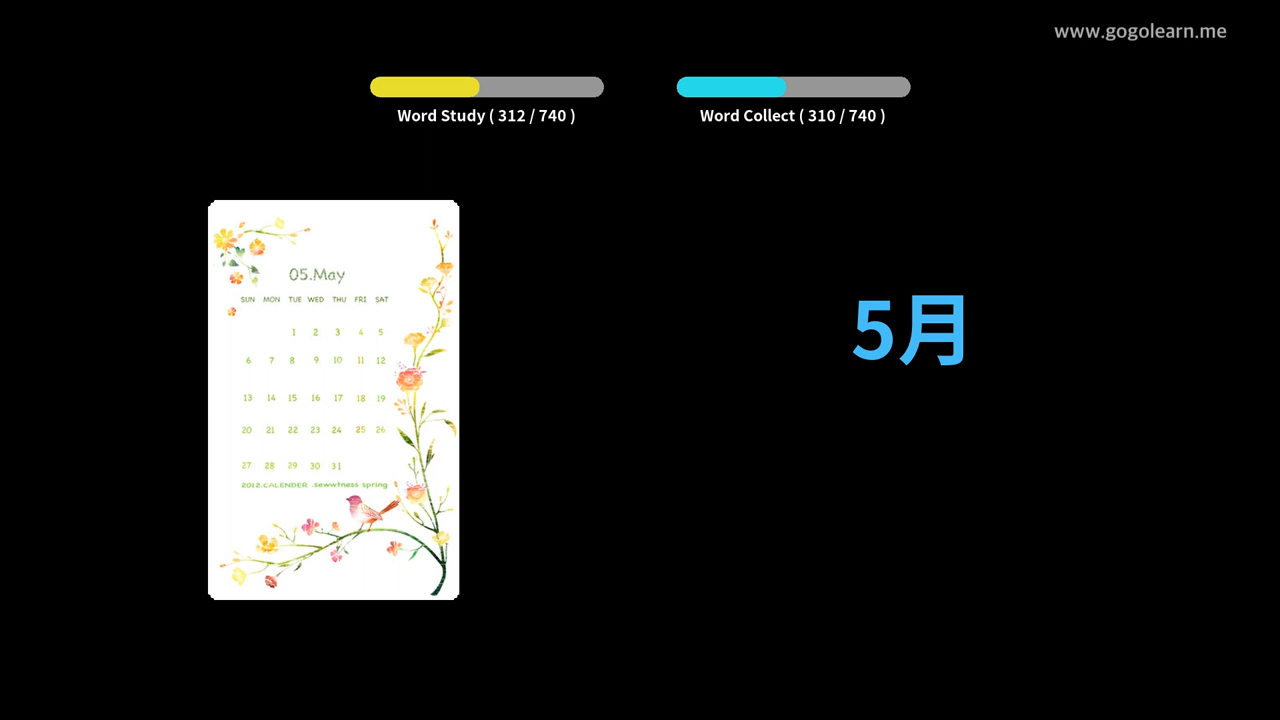 www.gogolearn.me
Word Study ( 312 / 740 )
Word Collect ( 310 / 740 )
05.May
SUN MON TUE WED THU FRI SAT
1 2 3 4 5
6 7 8 9 10 11 12
13 14 15 16 17 18 19
20 21 22 23 24 25 26
27 28 29 30 31
2012.CALENDER .sewwfness spring
5月